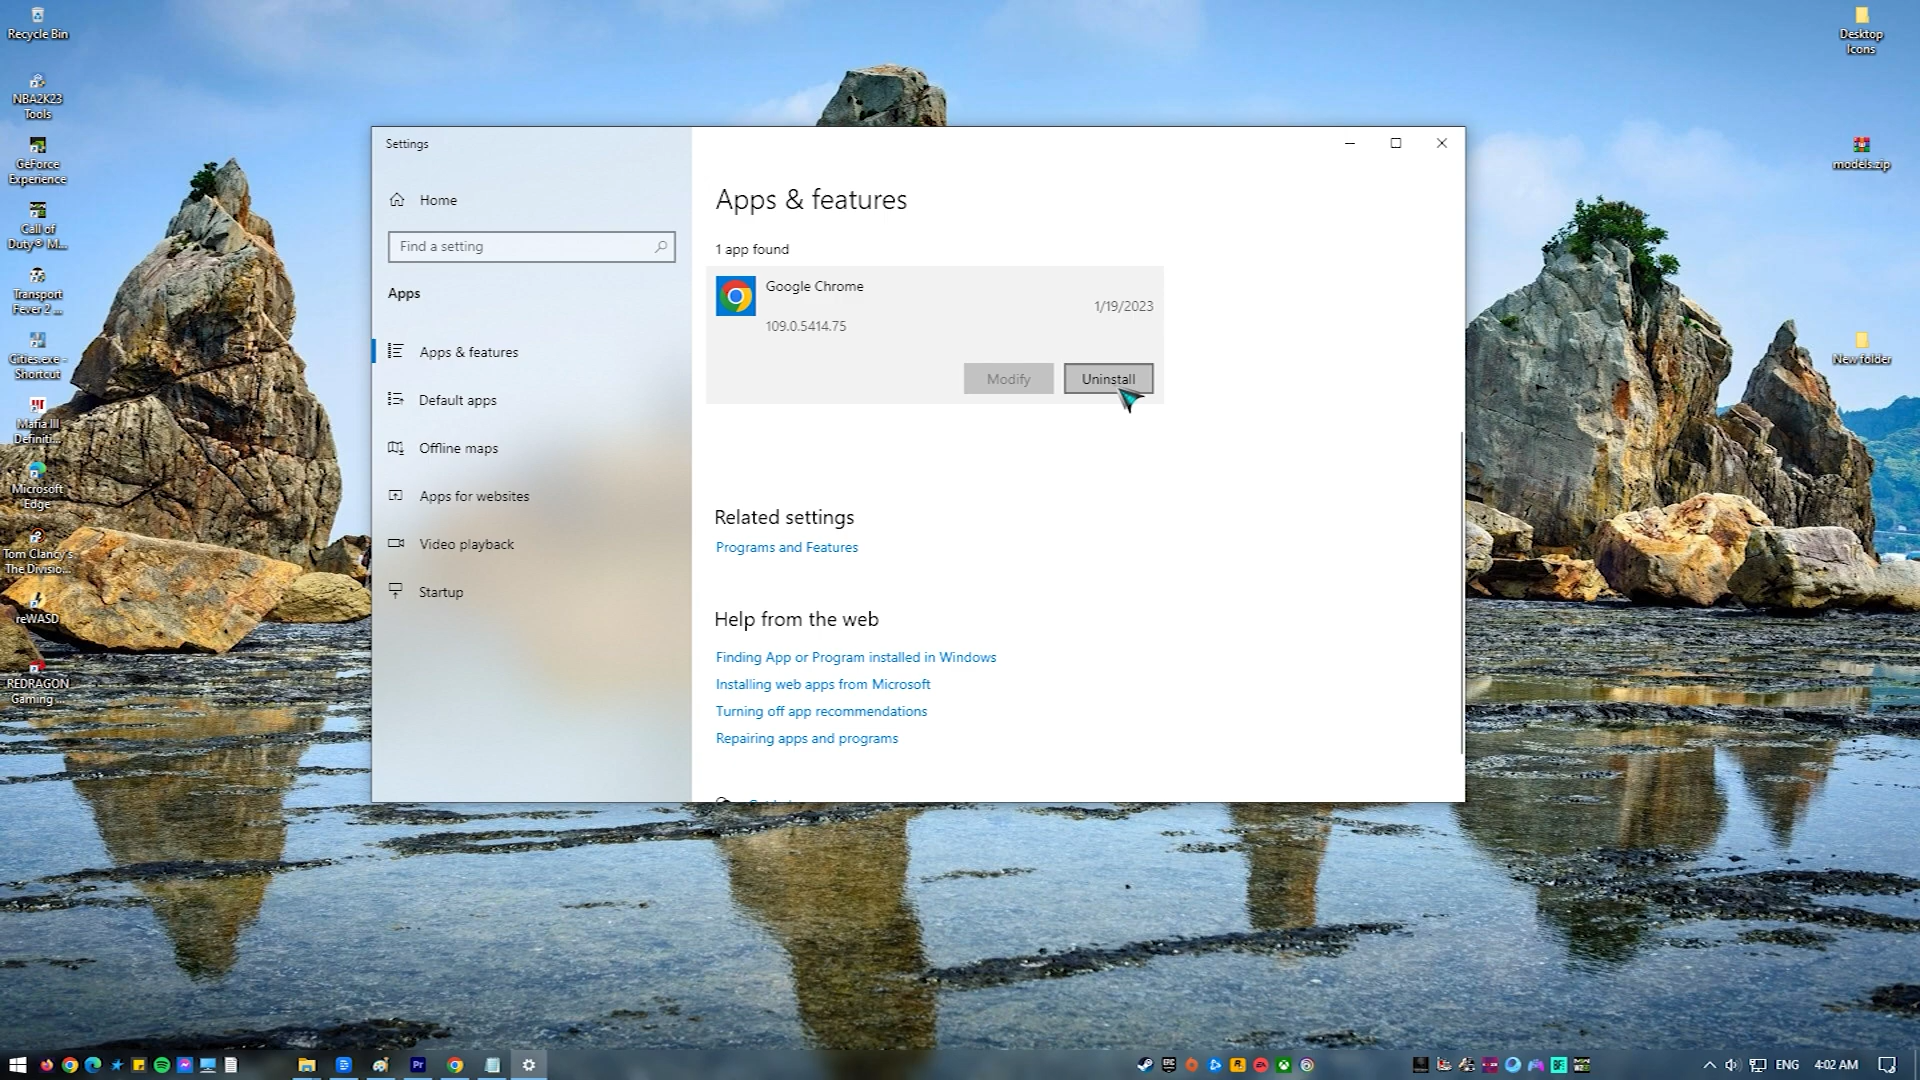 Recycle Bin
NBA2K23
Tools
GeForce
Experience
Call of
Duty® M...
Transport
Fever 2 ...
Cities.exe -
Shortcut
Mafia III
Definiti...
Microsoft
Edge
Tom Clancy's
The Divisio...
reWASD
REDRAGON
Gaming ...
Desktop
Icons
models.zip
New folder
Settings
Home
Find a setting
Apps
Apps & features
Default apps
Offline maps
Apps for websites
Video playback
Startup
Apps & features
1 app found
Google Chrome
1/19/2023
109.0.5414.75
Modify
Uninstall
Related settings
Programs and Features
Help from the web
Finding App or Program installed in Windows
Installing web apps from Microsoft
Turning off app recommendations
Repairing apps and programs
Pr
ENG
4:02 AM